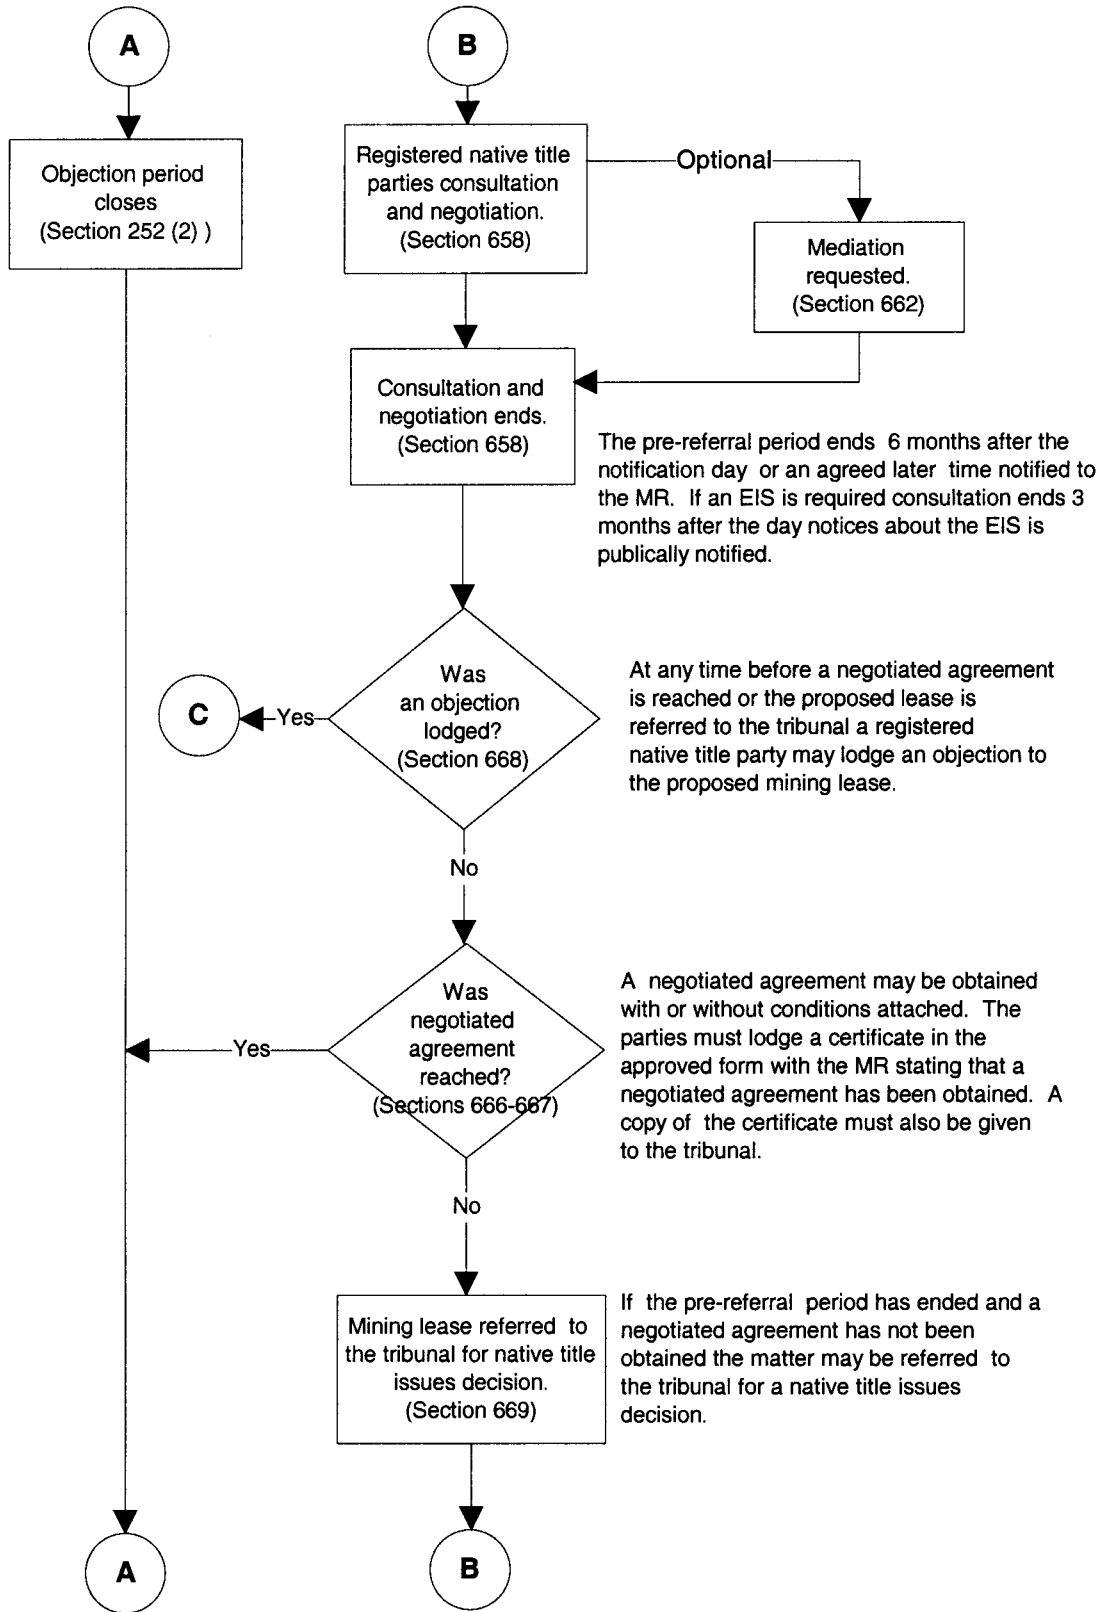 A
B
Objection period
closes
(Section 252 (2) )
Registered native title
parties consultation
and negotiation.
(Section 658)
Optional
Mediation
requested.
(Section 662)
Consultation and
negotiation ends.
(Section 658)
The pre-referral period ends 6 months after the
notification day or an agreed later time notified to
the MR. If an EIS is required consultation ends 3
months after the day notices about the EIS is
publically notified.
Was
an objection
lodged?
(Section 668)
Yes
C
At any time before a negotiated agreement
is reached or the proposed lease is
referred to the tribunal a registered
native title party may lodge an objection to
the proposed mining lease.
No
Was
negotiated
agreement
reached?
(Sections 666-667)
Yes
A negotiated agreement may be obtained
with or without conditions attached. The
parties must lodge a certificate in the
approved form with the MR stating that a
negotiated agreement has been obtained. A
copy of the certificate must also be given
to the tribunal.
No
Mining lease referred to
the tribunal for native title
issues decision.
(Section 669)
If the pre-referral period has ended and a
negotiated agreement has not been
obtained the matter may be referred to
the tribunal for a native title issues
decision.
A
B